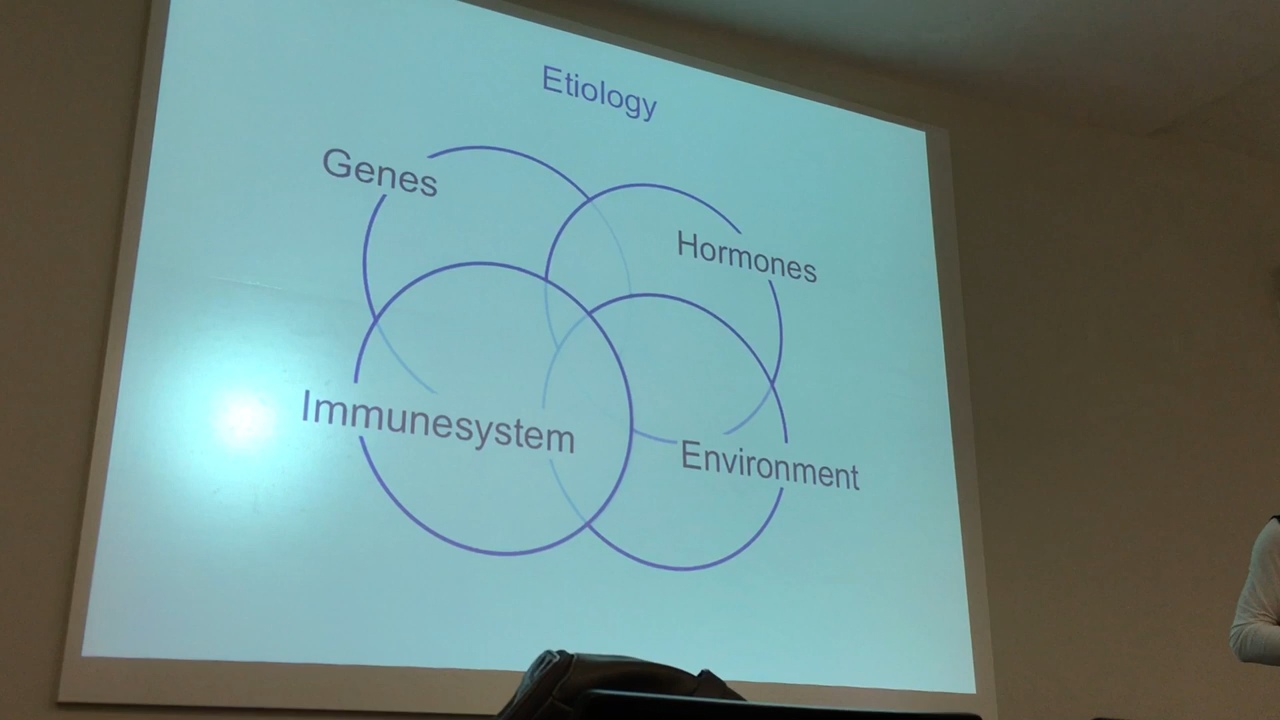 Etiology
Genes
Hormones
Immunesystem
Environment